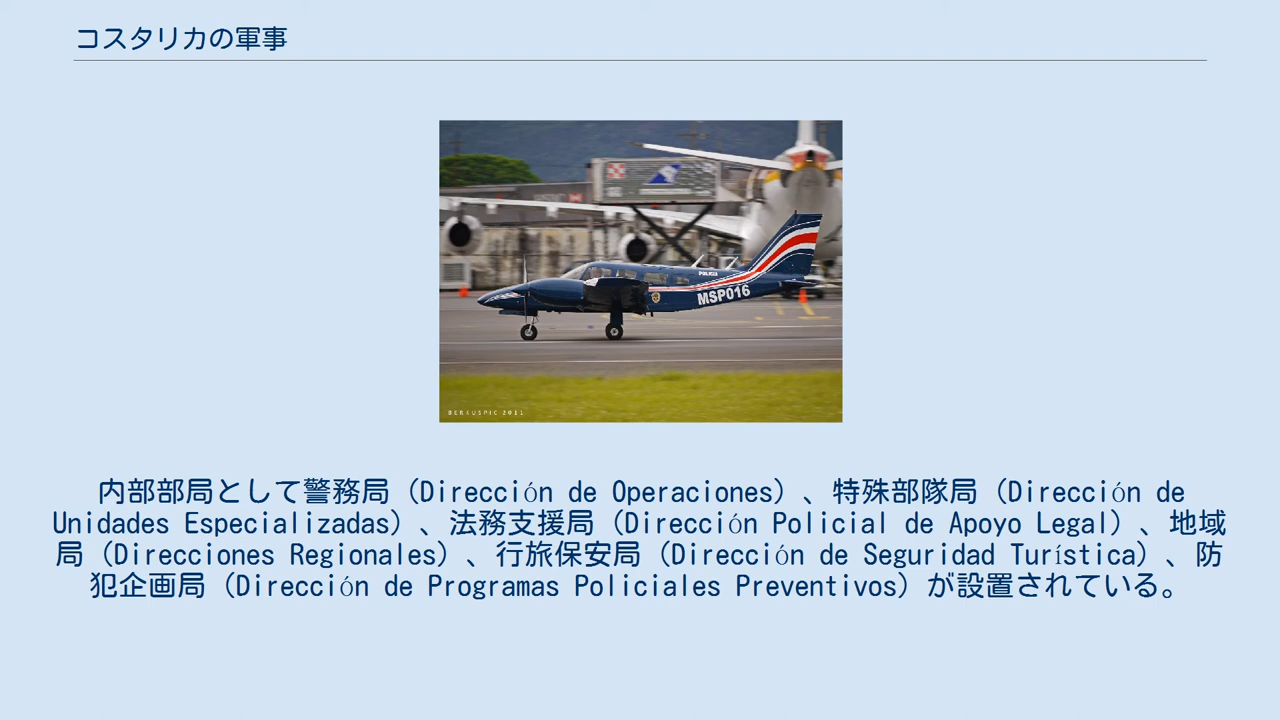 コスタリカの軍事
POLICIA
MSP016
BERKUSPIC 2011
内部部局として警務局（Dirección de Operaciones）、特殊部隊局（Dirección de
Unidades Especializadas）、法務支援局（Dirección Policial de Apoyo Legal）、地域
局（Direcciones Regionales）、行旅保安局（Dirección de Seguridad Turística）、防
犯企画局（Dirección de Programas Policiales Preventivos）が設置されている。